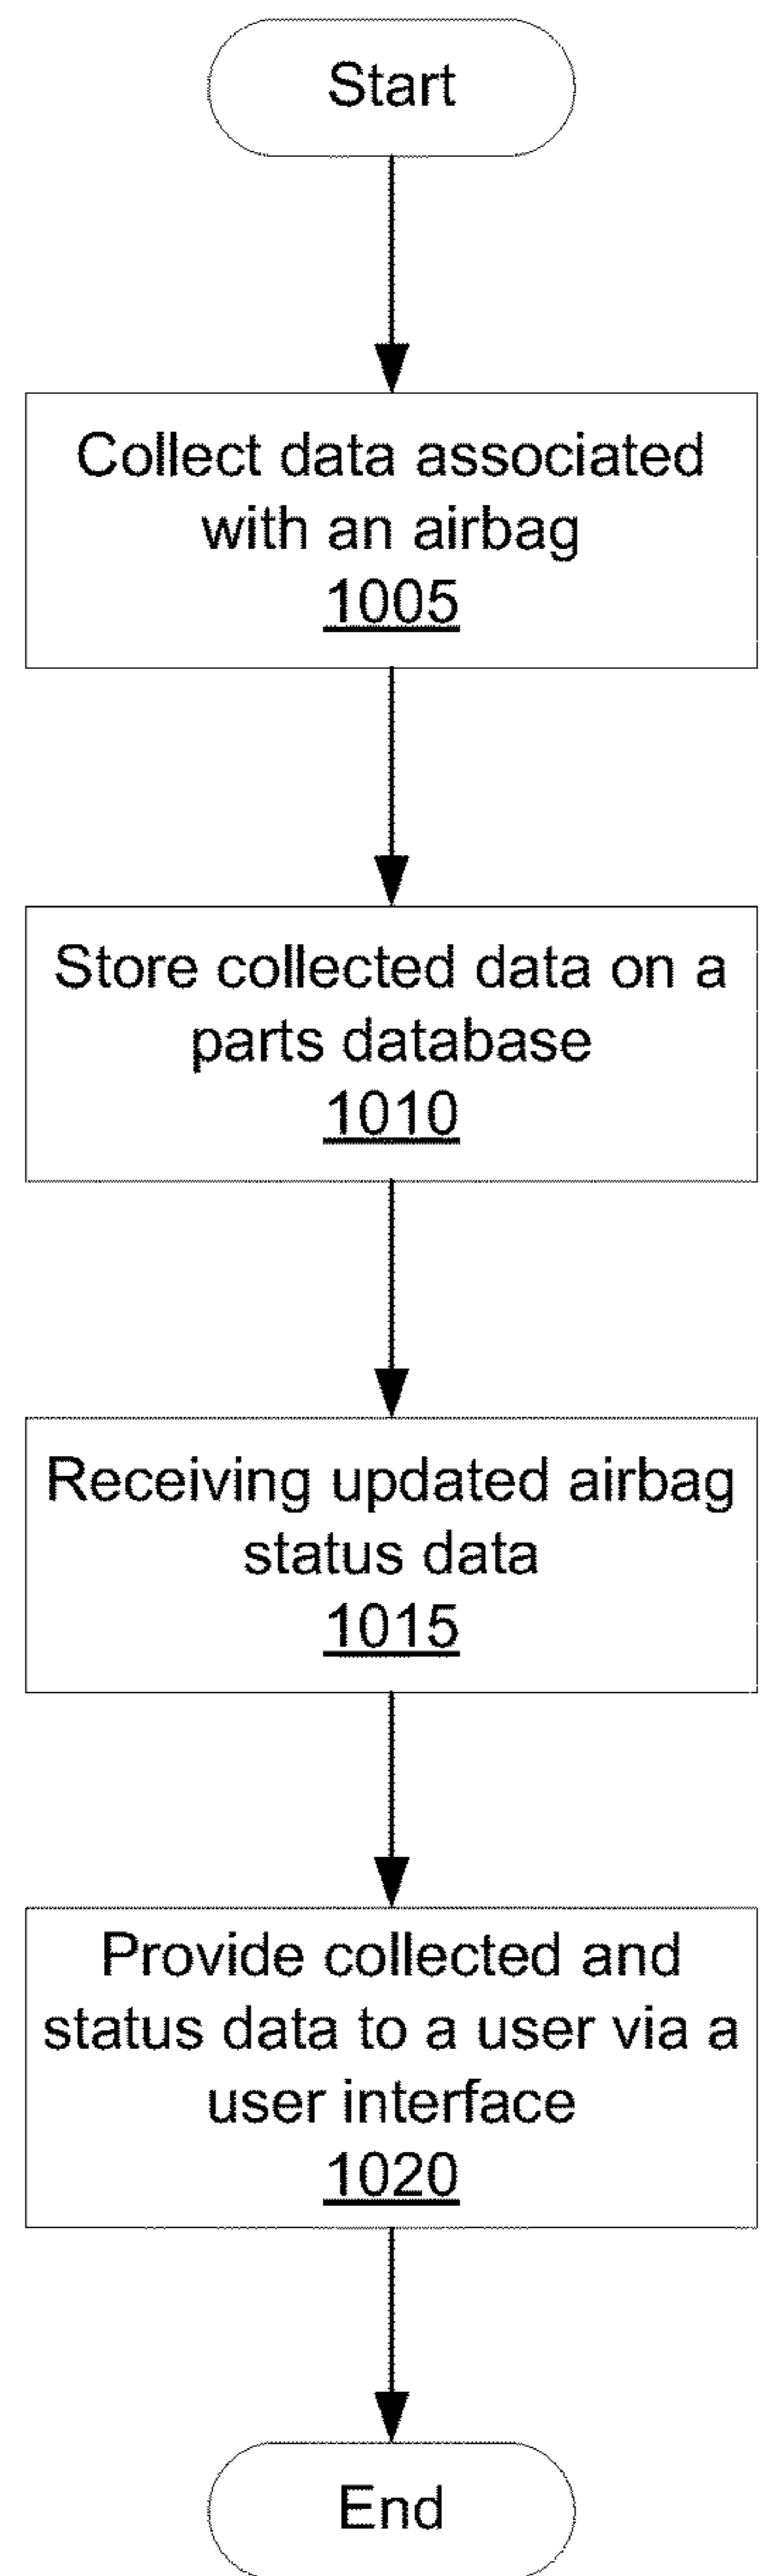 Start
Collect data associated
with an airbag
1005
Store collected data on a
parts database
1010
Receiving updated airbag
status data
1015
Provide collected and
status data to a user via a
user interface
1020
End